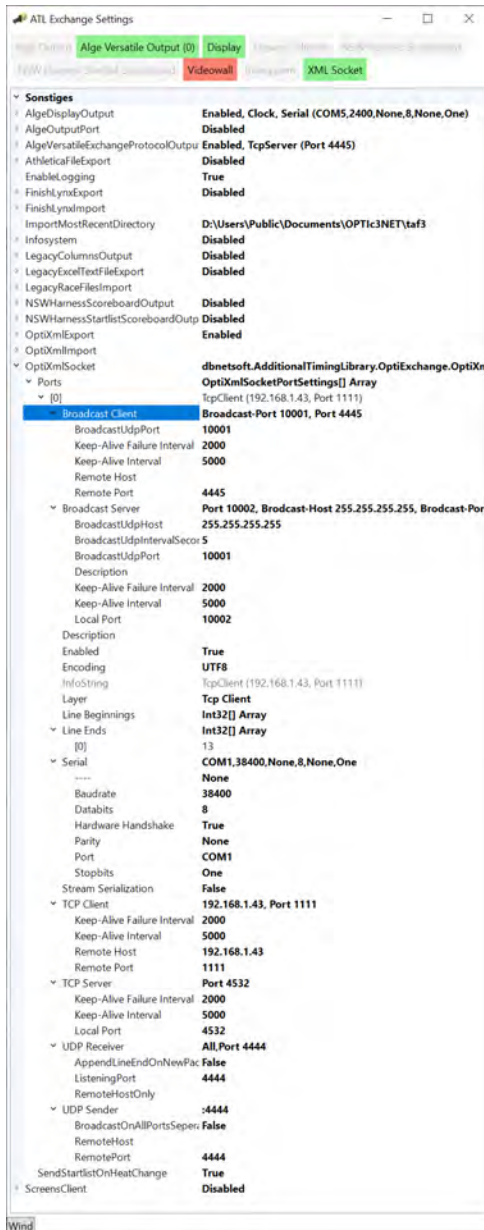 ATL Exchange Settings
Alge Versatile Output (0) Display
Videowall XML Socket
Sonstiges
AlgeDisplayOutput Enabled, Clock, Serial (COM5,2400,None,8,None,One)
AlgeOutputPort Disabled
AlgeVersatileExchangeProtocolOutpu Enabled, TcpServer (Port 4445)
AthleticaFileExport Disabled
EnableLogging True
FinishLynxExport Disabled
FinishLynxImport
ImportMostRecentDirectory D:\Users\Public\Documents\OPTIc3NET\taf3
Infosystem Disabled
LegacyColumnsOutput Disabled
LegacyExcelTextFileExport Disabled
LegacyRaceFilesImport
NSWHarnessScoreboardOutput Disabled
NSWHarnessStartlistScoreboardOutp Disabled
OptiXmlExport Enabled
OptiXmlImport
OptiXmlSocket dbnetsoft.AdditionalTimingLibrary.OptiExchange.OptiXm
Ports OptiXmlSocketPortSettings[] Array
[0] TcpClient (192.168.1.43, Port 1111)
Broadcast Client Broadcast-Port 10001, Port 4445
BroadcastUdpPort 10001
Keep-Alive Failure Interval 2000
Keep-Alive Interval 5000
Remote Host
Remote Port 4445
Broadcast Server Port 10002, Brodcast-Host 255.255.255.255, Brodcast-Por
BroadcastUdpHost 255.255.255.255
BroadcastUdpIntervalSecor 5
BroadcastUdpPort 10001
Description
Keep-Alive Failure Interval 2000
Keep-Alive Interval 5000
Local Port 10002
Description
Enabled True
Encoding UTF8
InfoString TcpClient (192.168.1.43, Port 1111)
Layer Tcp Client
Line Beginnings Int32[] Array
Line Ends Int32[] Array
[0] 13
Serial COM1,38400,None,8,None,One
---- None
Baudrate 38400
Databits 8
Hardware Handshake True
Parity None
Port COM1
Stopbits One
Stream Serialization False
TCP Client 192.168.1.43, Port 1111
Keep-Alive Failure Interval 2000
Keep-Alive Interval 5000
Remote Host 192.168.1.43
Remote Port 1111
TCP Server Port 4532
Keep-Alive Failure Interval 2000
Keep-Alive Interval 5000
Local Port 4532
UDP Receiver All,Port 4444
AppendLineEndOnNewPac False
ListeningPort 4444
RemoteHostOnly
UDP Sender :4444
BroadcastOnAllPortsSepera False
RemoteHost
RemotePort 4444
SendStartlistOnHeatChange True
ScreensClient Disabled
Wind